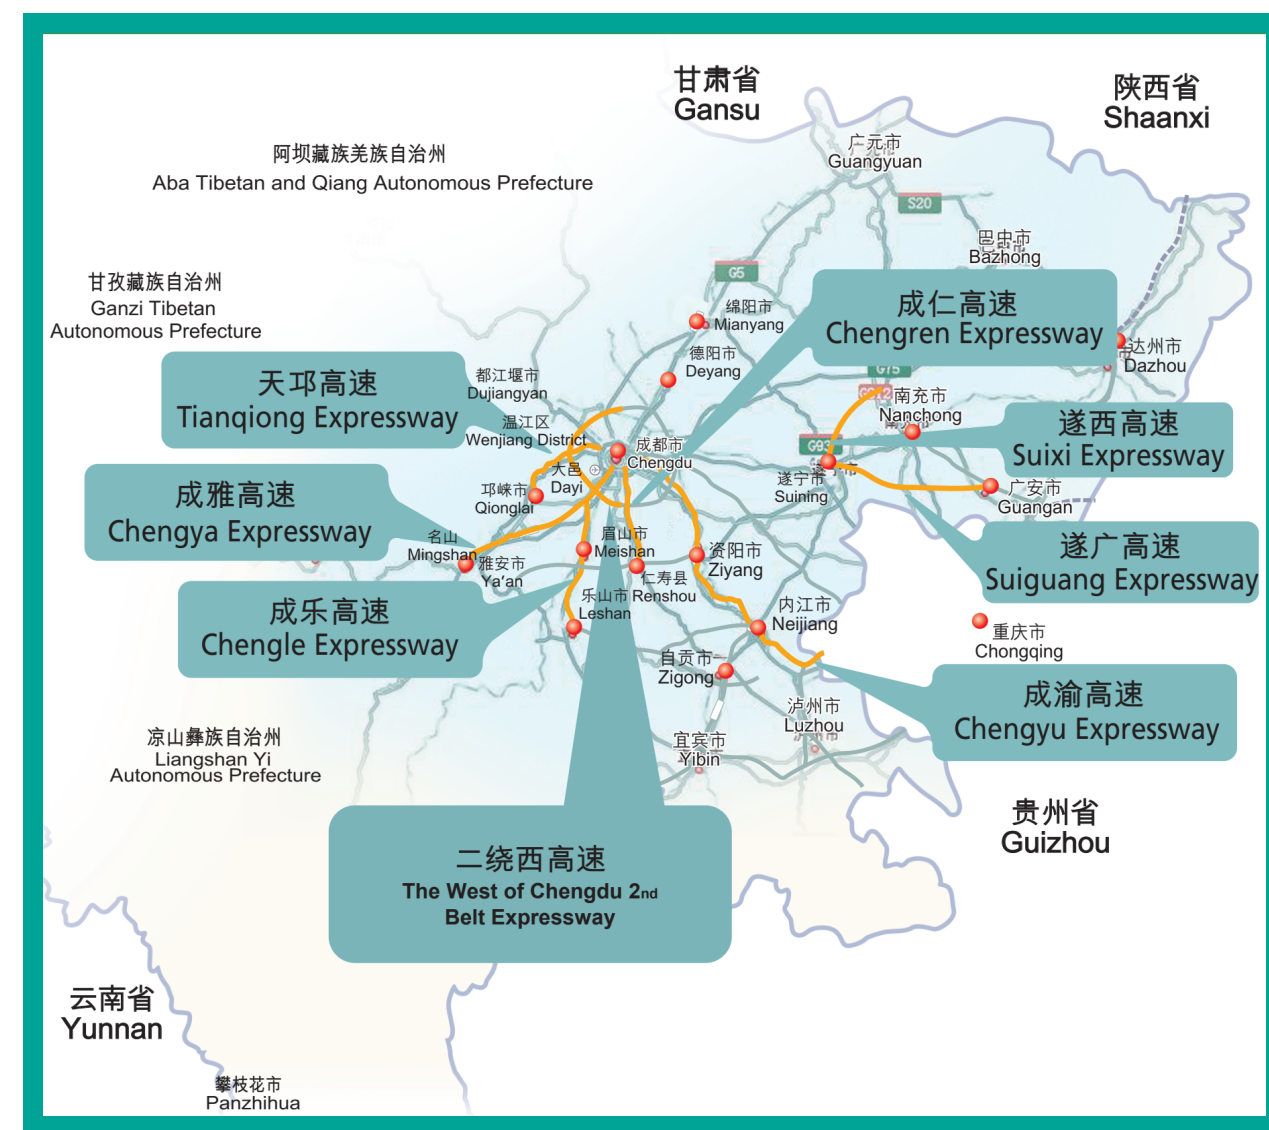 甘肃省
Gansu
陕西省
Shaanxi
广元市
Guangyuan
阿坝藏族羌族自治州
Aba Tibetan and Qiang Autonomous Prefecture
S20
巴中市
Bazhong
G5
甘孜藏族自治州
Ganzi Tibetan
Autonomous Prefecture
成仁高速
Chengren Expressway
绵阳市
Mianyang
德阳市
Deyang
达州市
Dazhou
天邛高速
Tianqiong Expressway
都江堰市
Dujiangyan
G75
南充市
Nanchong
温江区
Wenjiang District
成都市
Chengdu
G93
遂西高速
Suixi Expressway
大邑
Dayi
遂宁市
Suining
广安市
Guangan
邛崃市
Qionglai
成雅高速
Chengya Expressway
名山
Mingshan
眉山市
Meishan
资阳市
Ziyang
遂广高速
Suiguang Expressway
雅安市
Ya'an
仁寿县
Renshou
乐山市
Leshan
成乐高速
Chengle Expressway
内江市
Neijiang
重庆市
Chongqing
自贡市
Zigong
成渝高速
Chengyu Expressway
泸州市
Luzhou
宜宾市
Yibin
凉山彝族自治州
Liangshan Yi
Autonomous Prefecture
贵州省
Guizhou
二绕西高速
The West of Chengdu 2nd
Belt Expressway
云南省
Yunnan
攀枝花市
Panzhihua